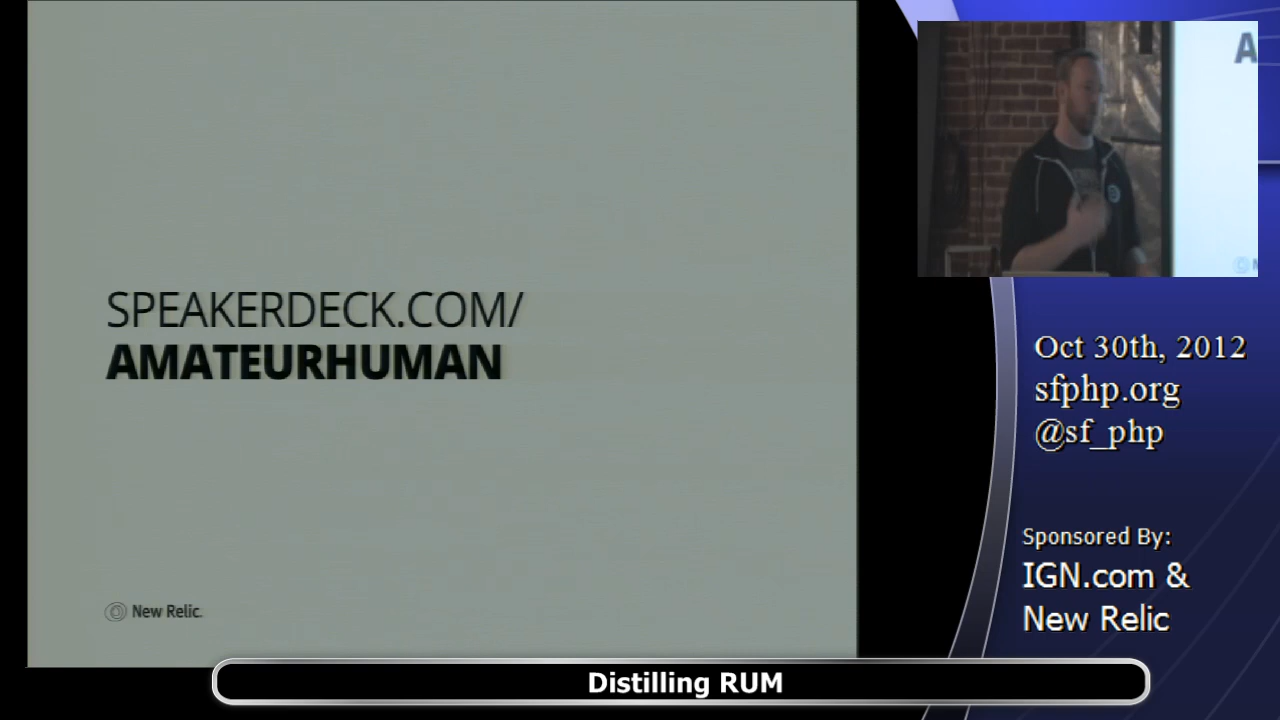 SPEAKERDECK.COM/
AMATEURHUMAN
New Relic.
A
Oct 30th, 2012
sfphp.org
@sf_php
Sponsored By:
IGN.com &
New Relic
Distilling RUM